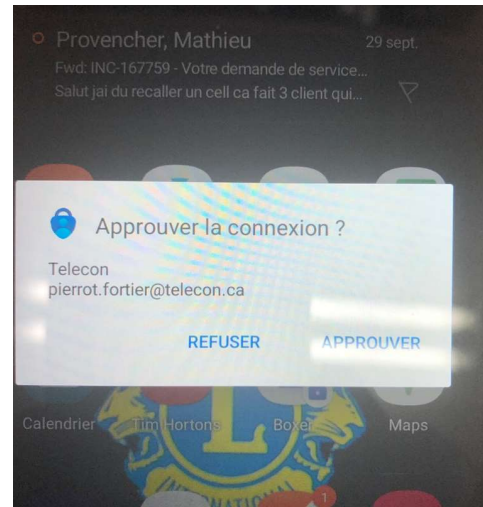 Provencher, Mathieu 29 sept.
Fwd: INC-167759 - Votre demande de service...
Salut jai du recaller un cell ca fait 3 client qui...
Approuver la connexion ?
Telecon
pierrot.fortier@telecon.ca
REFUSER APPROUVER
Calendrier Tim Hortons Boxer Maps
L
INTERNATIONAL
1